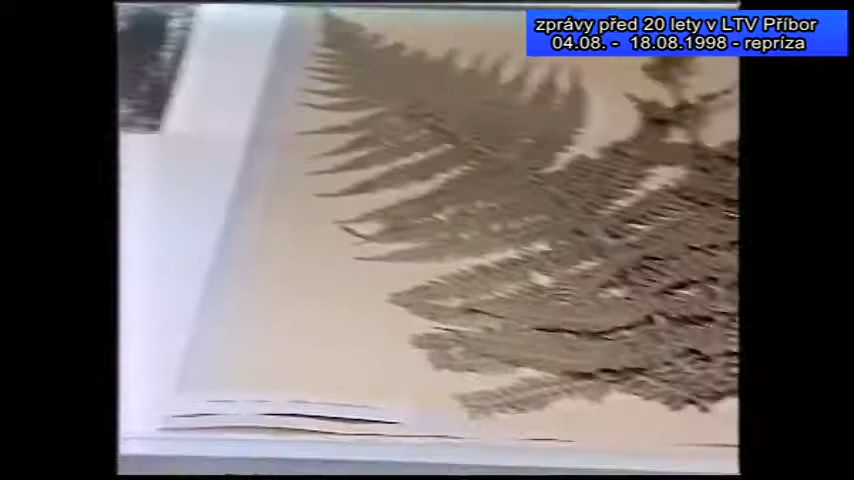 zprávy před 20 lety v LTV Příbor
04.08. - 18.08.1998 - repríza